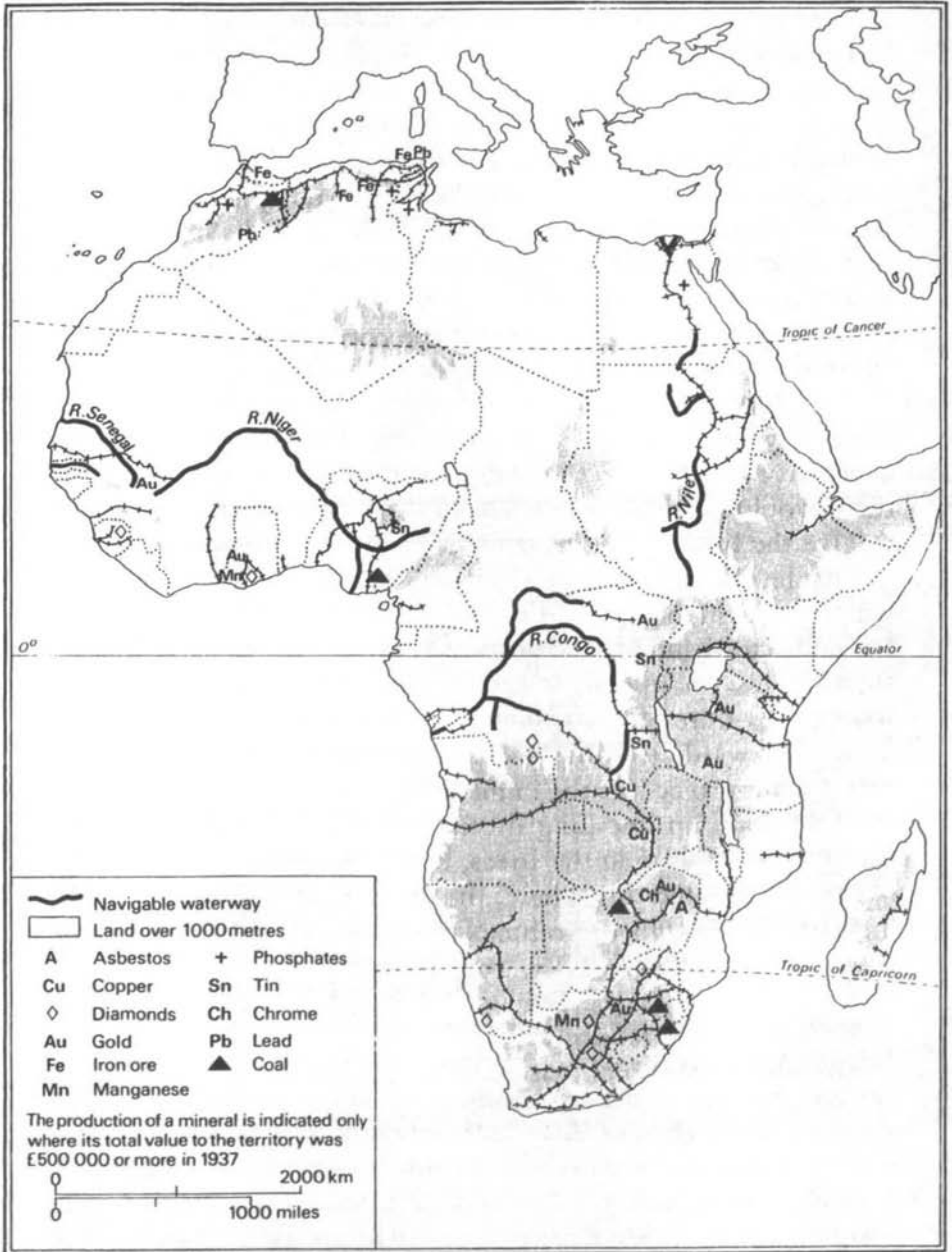 Fe Pb
Fe
Fe
Fe
Pb
Tropic of Cancer
R. Senegal
R. Niger
Au
R. Nile
Sn
Au
Mn
Au
R. Congo
0°
Equator
Sn
Au
Sn
Au
Cu
Cu
Au
Ch
A
Tropic of Capricorn
Mn
Au
Navigable waterway
Land over 1000 metres
A Asbestos + Phosphates
Cu Copper Sn Tin
◇ Diamonds Ch Chrome
Au Gold Pb Lead
Fe Iron ore ▲ Coal
Mn Manganese
The production of a mineral is indicated only
where its total value to the territory was
£500 000 or more in 1937
0 2000 km
0 1000 miles